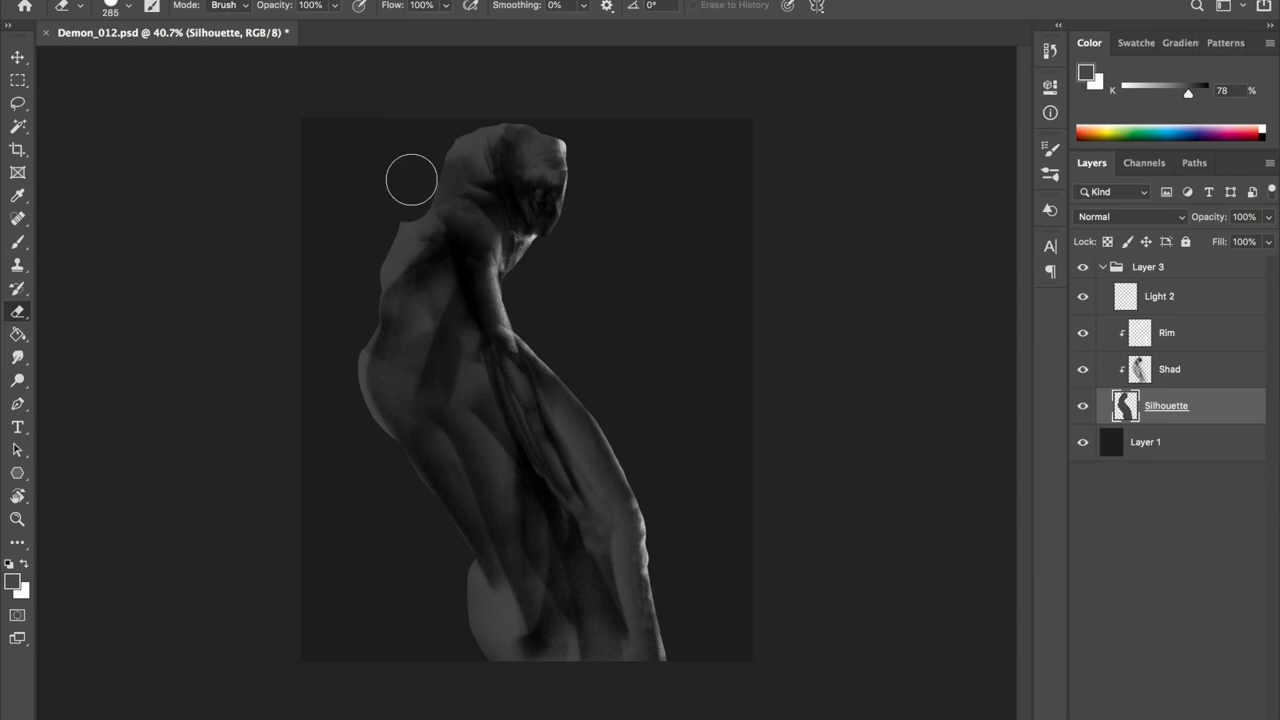 285 Mode: Brush Opacity: 100% Flow: 100% Smoothing: 0% 0° Erase to History
Demon_012.psd @ 40.7% (Silhouette, RGB/8) *
Color Swatche Gradien Patterns
K 78 %
Layers Channels Paths
Kind
Normal Opacity: 100%
Lock: Fill: 100%
Layer 3
Light 2
Rim
Shad
Silhouette
Layer 1